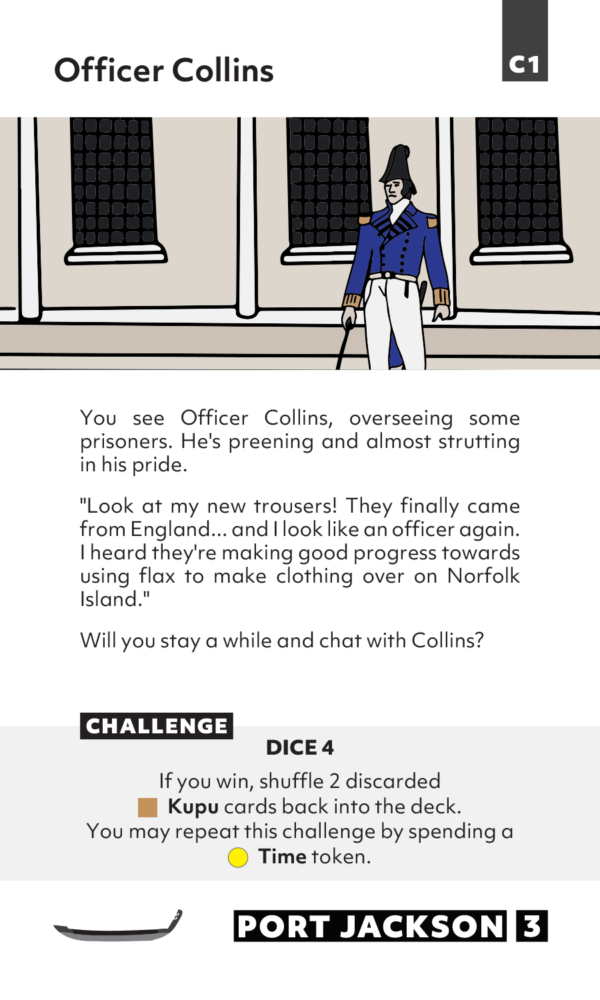 Officer Collins
C1
You see Officer Collins, overseeing some
prisoners. He's preening and almost strutting
in his pride.
"Look at my new trousers! They finally came
from England... and I look like an officer again.
I heard they're making good progress towards
using flax to make clothing over on Norfolk
Island."
Will you stay a while and chat with Collins?
CHALLENGE
DICE 4
If you win, shuffle 2 discarded
Kupu cards back into the deck.
You may repeat this challenge by spending a
Time token.
PORT JACKSON 3